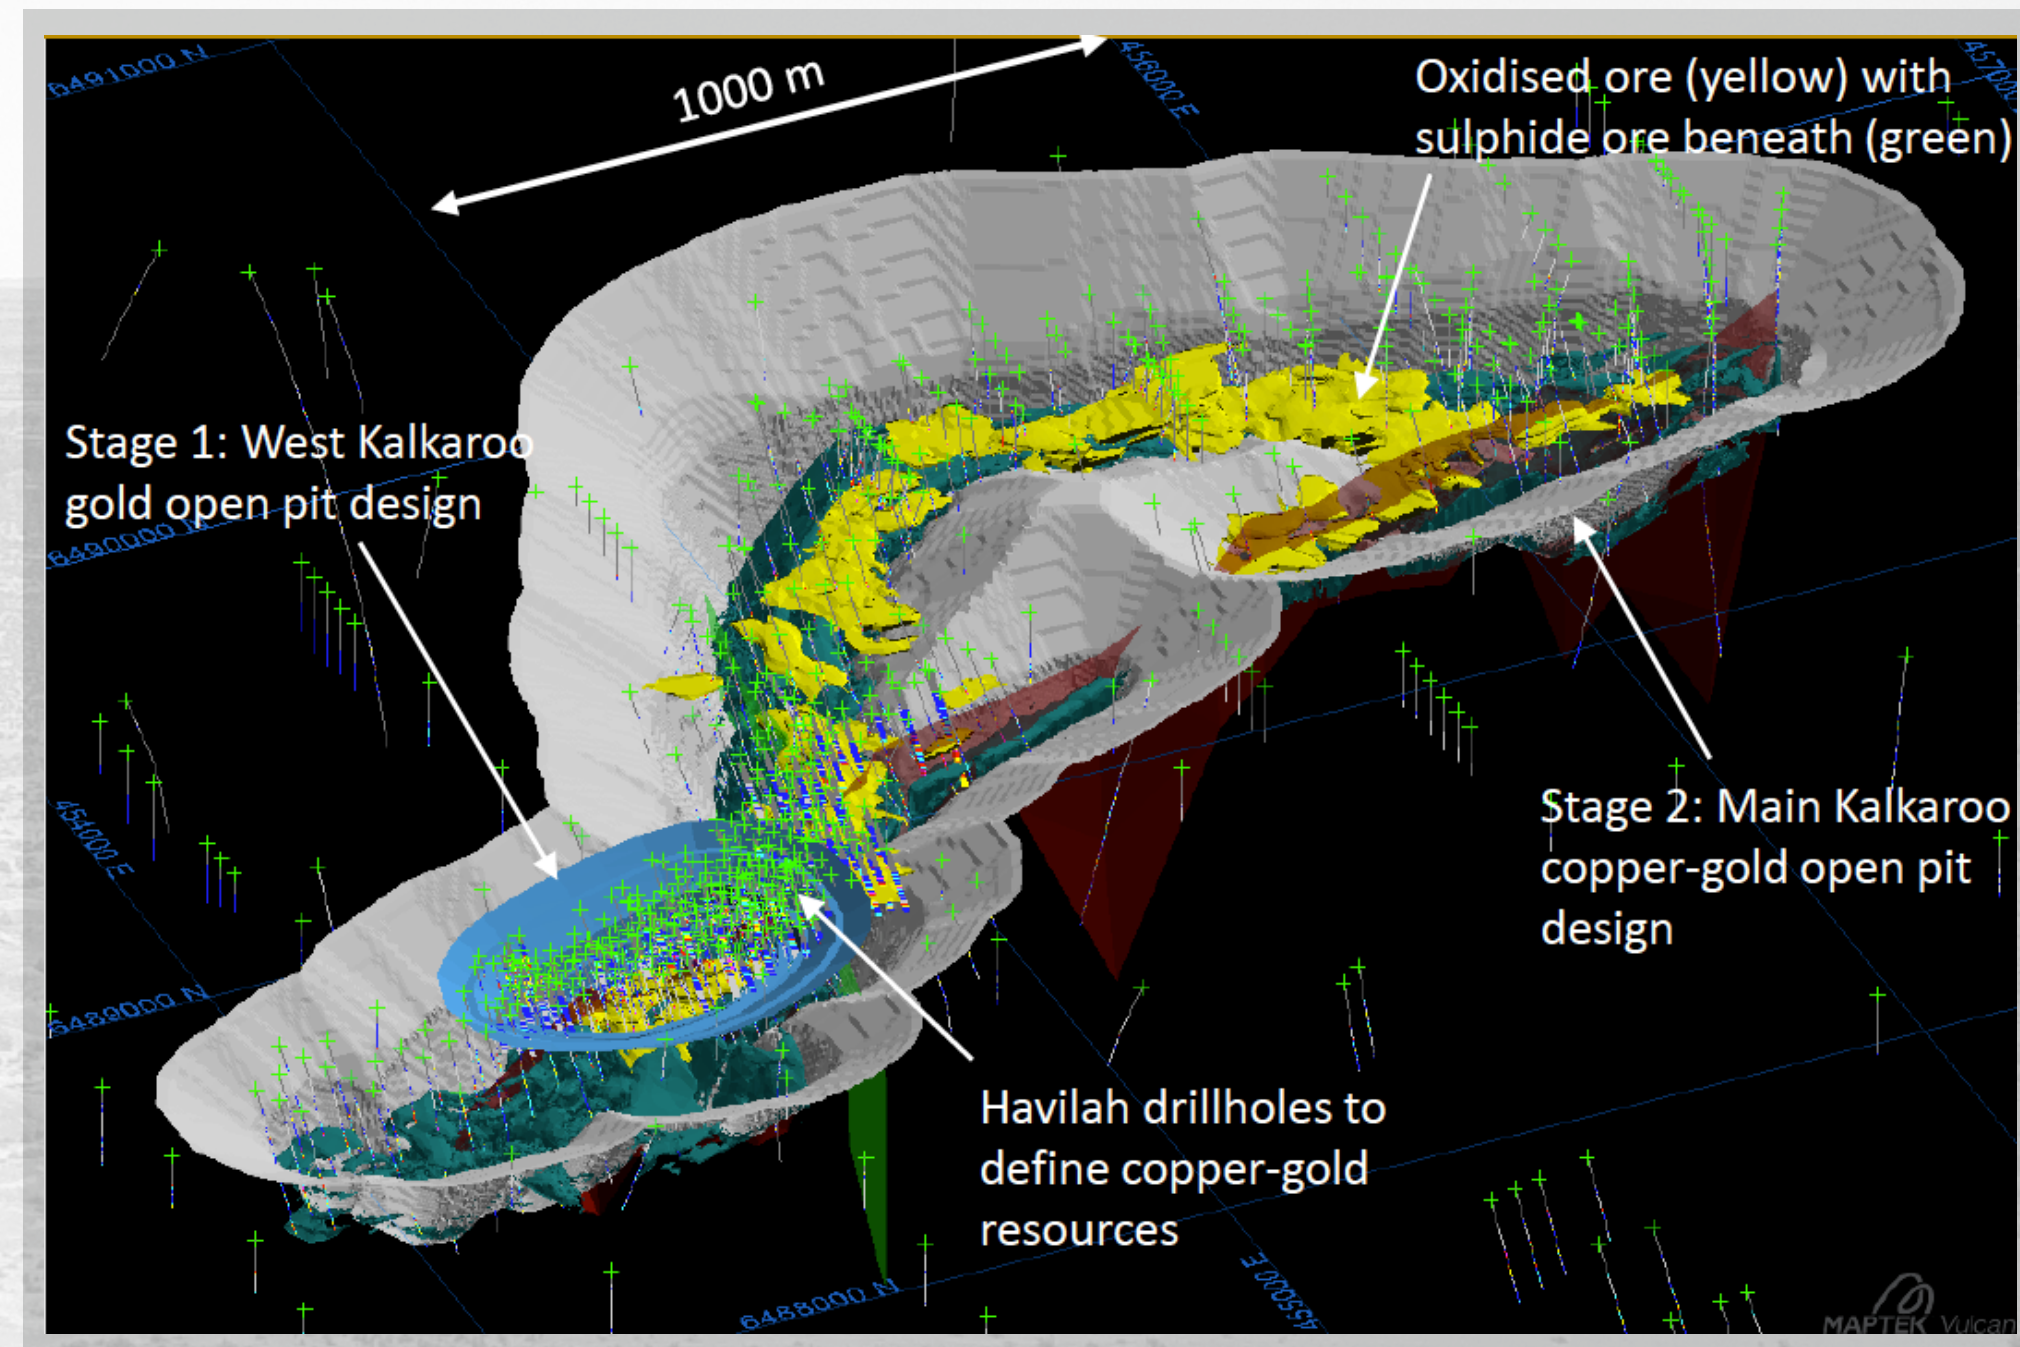 6491000 N
1000 m
456000 E
457000
Oxidised ore (yellow) with
sulphide ore beneath (green)
Stage 1: West Kalkaroo
gold open pit design
6490000 N
454000 E
Stage 2: Main Kalkaroo
copper-gold open pit
design
6489000 N
Havilah drillholes to
define copper-gold
resources
6488000 N
455000 E
MAPTEK Vulcan